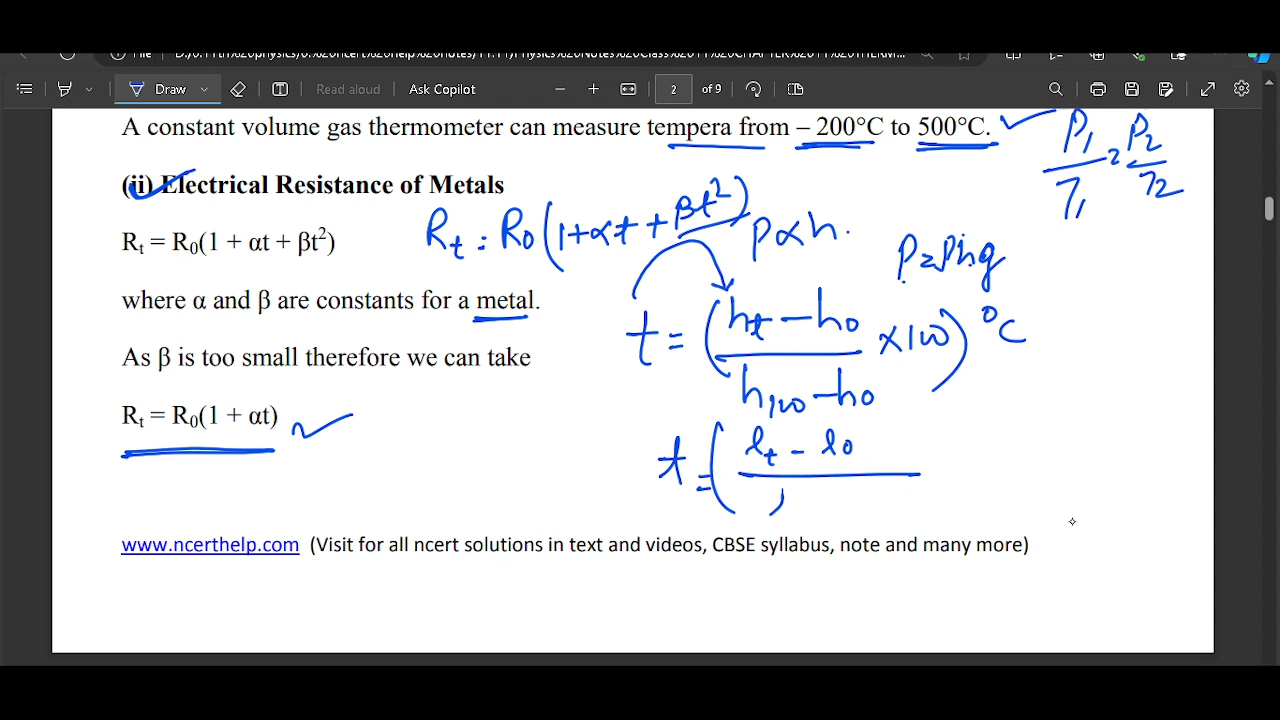 Draw
Read aloud
Ask Copilot
2
of 9
A constant volume gas thermometer can measure tempera from – 200°C to 500°C.
P₁/T₁ = P₂/T₂
(ii) Electrical Resistance of Metals
Rₜ = R₀(1 + αt + βt²)
Rₜ = R₀(1+αt+βt²)
P∝h.
P=ρhg
where α and β are constants for a metal.
t = (hₜ – h₀ / h₁₀₀ – h₀ ×100) °C
As β is too small therefore we can take
Rₜ = R₀(1 + αt)
t = ( lₜ – l₀
www.ncerthelp.com (Visit for all ncert solutions in text and videos, CBSE syllabus, note and many more)